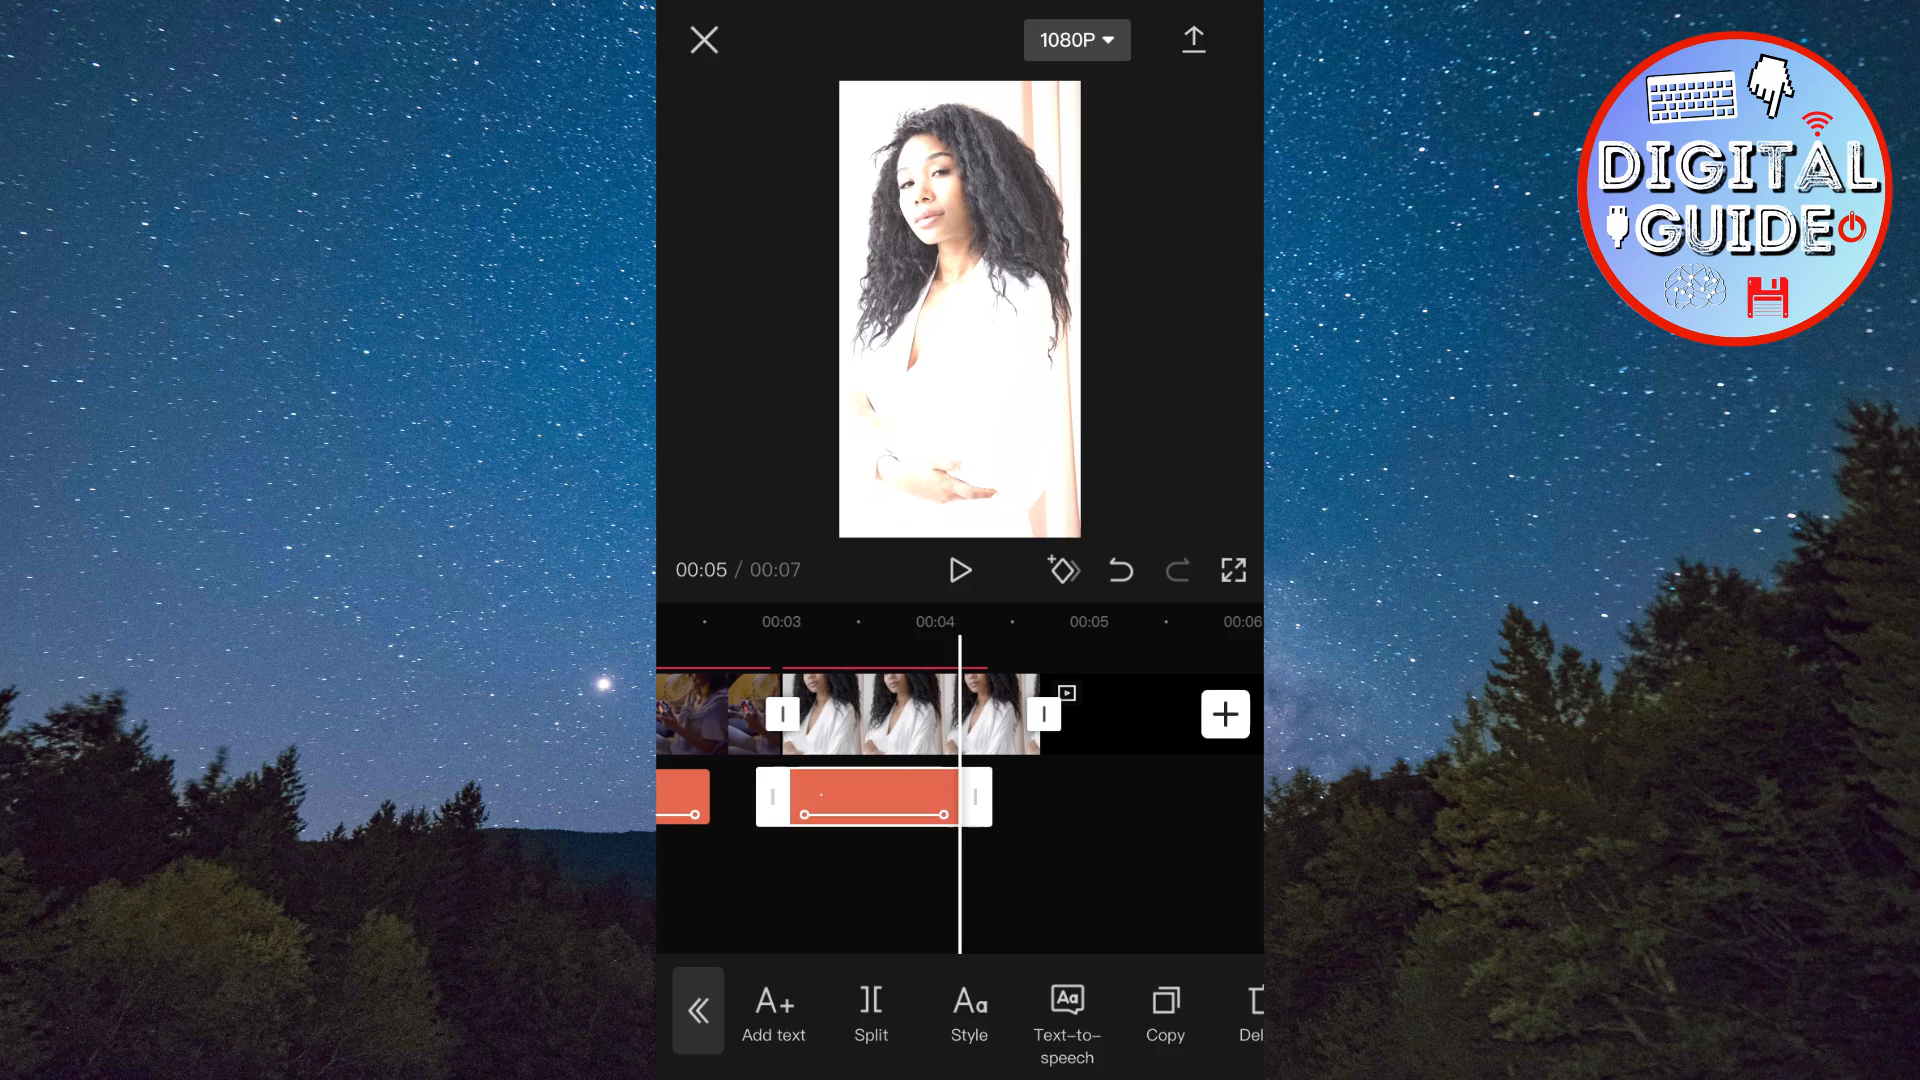 1080P
DIGITAL
GUIDE
00:05 / 00:07
00:03 00:04 00:05 00:06
Add text Split Style Text-to-speech Copy Del